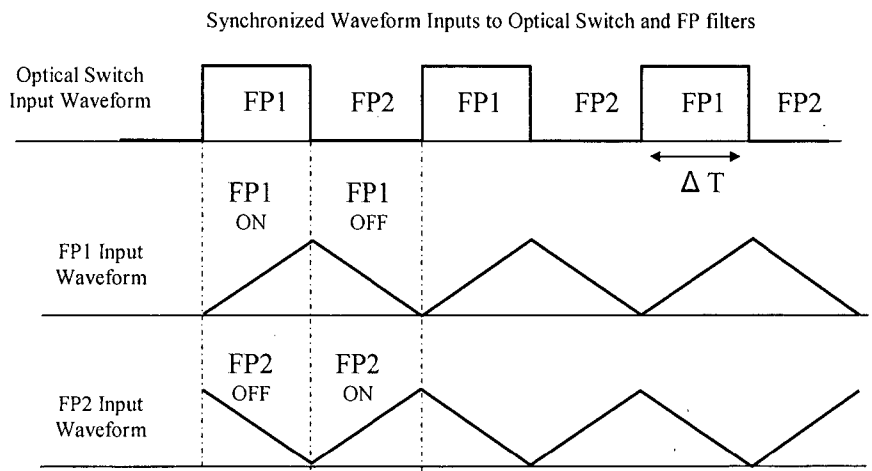 Synchronized Waveform Inputs to Optical Switch and FP filters
Optical Switch
Input Waveform
FP1
FP2
FP1
FP2
FP1
FP2
Δ T
FP1
ON
FP1
OFF
FP1 Input
Waveform
FP2
OFF
FP2
ON
FP2 Input
Waveform